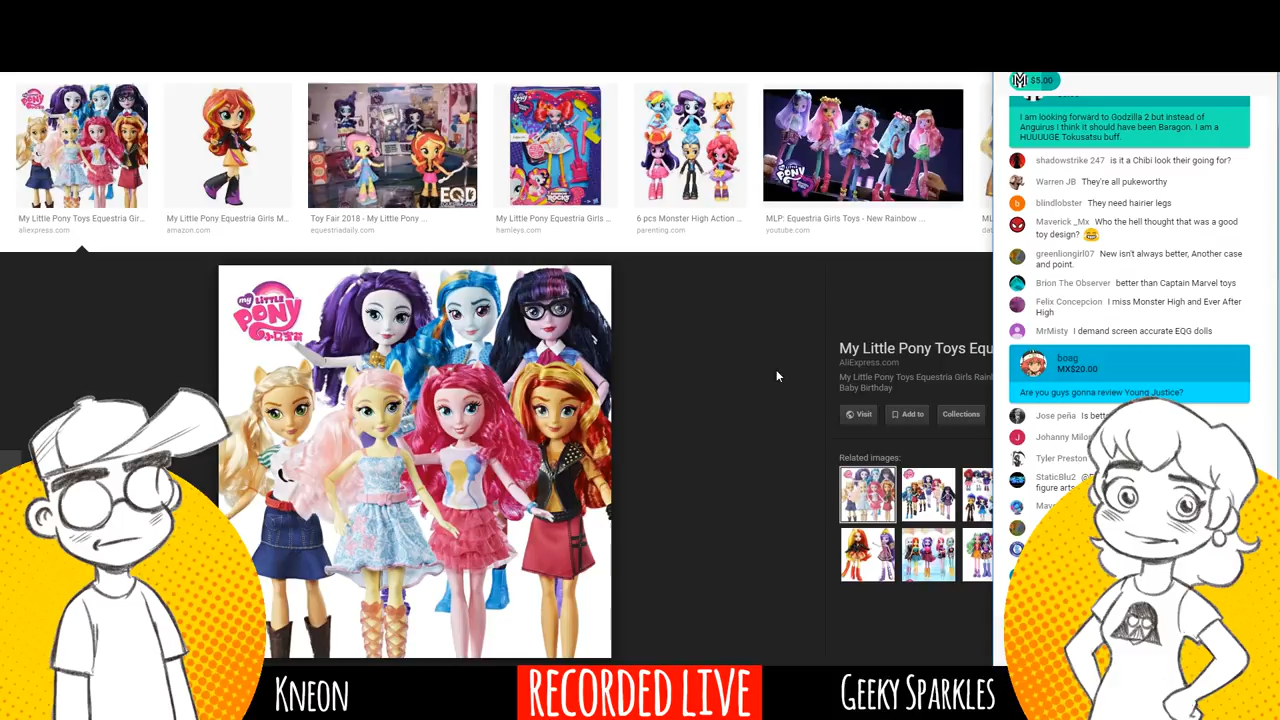 EQD
MY LITTLE PONY
My Little Pony Toys Equestria Gir...
aliexpress.com
My Little Pony Equestria Girls M...
amazon.com
Toy Fair 2018 - My Little Pony ...
equestriadaily.com
My Little Pony Equestria Girls ...
hamleys.com
6 pcs Monster High Action ...
parenting.com
MLP: Equestria Girls Toys - New Rainbow ...
youtube.com
my
LITTLE
PONY
My Little Pony Toys Equ
AliExpress.com
My Little Pony Toys Equestria Girls Rain
Baby Birthday
Visit
Add to
Collections
Related images:
$5.00
I am looking forward to Godzilla 2 but instead of
Anguirus I think it should have been Baragon. I am a
HUUUUGE Tokusatsu buff.
shadowstrike 247 is it a Chibi look their going for?
Warren JB They're all pukeworthy
blindlobster They need hairier legs
Maverick _Mx Who the hell thought that was a good
toy design? 😂
greenliongirl07 New isn't always better, Another case
and point.
Brion The Observer better than Captain Marvel toys
Felix Concepcion I miss Monster High and Ever After
High
MrMisty I demand screen accurate EQG dolls
boag
MX$20.00
Are you guys gonna review Young Justice?
Jose peña Is bett
Johanny Milo
Tyler Preston
StaticBlu2
figure arts
KNEON
RECORDED LIVE
GEEKY SPARKLES